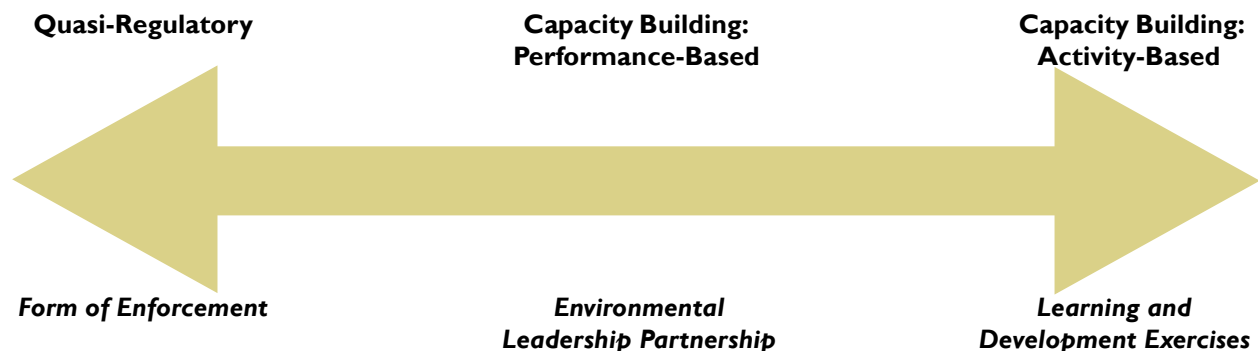 Quasi-Regulatory
Capacity Building:
Performance-Based
Capacity Building:
Activity-Based
Form of Enforcement
Environmental
Leadership Partnership
Learning and
Development Exercises